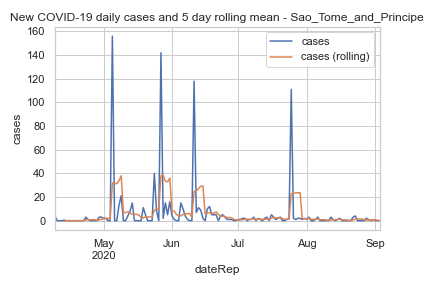 New COVID-19 daily cases and 5 day rolling mean - Sao_Tome_and_Principe
cases
cases (rolling)
160
140
120
100
80
60
40
20
0
cases
May
2020
Jun
Jul
Aug
Sep
dateRep